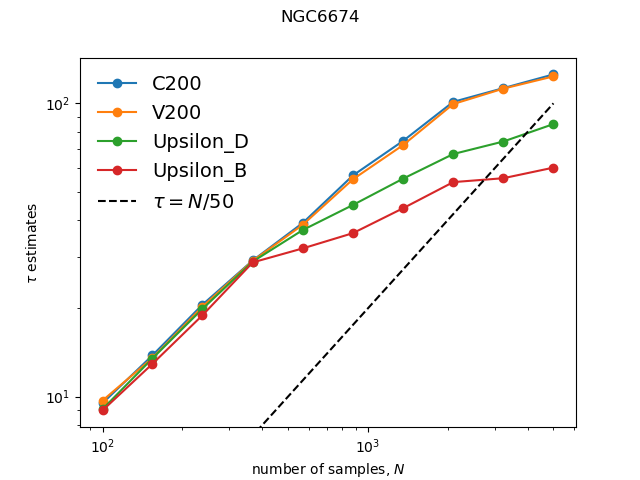 NGC6674
C200
V200
Upsilon_D
Upsilon_B
τ = N/50
τ estimates
10²
10¹
10²
10³
number of samples, N